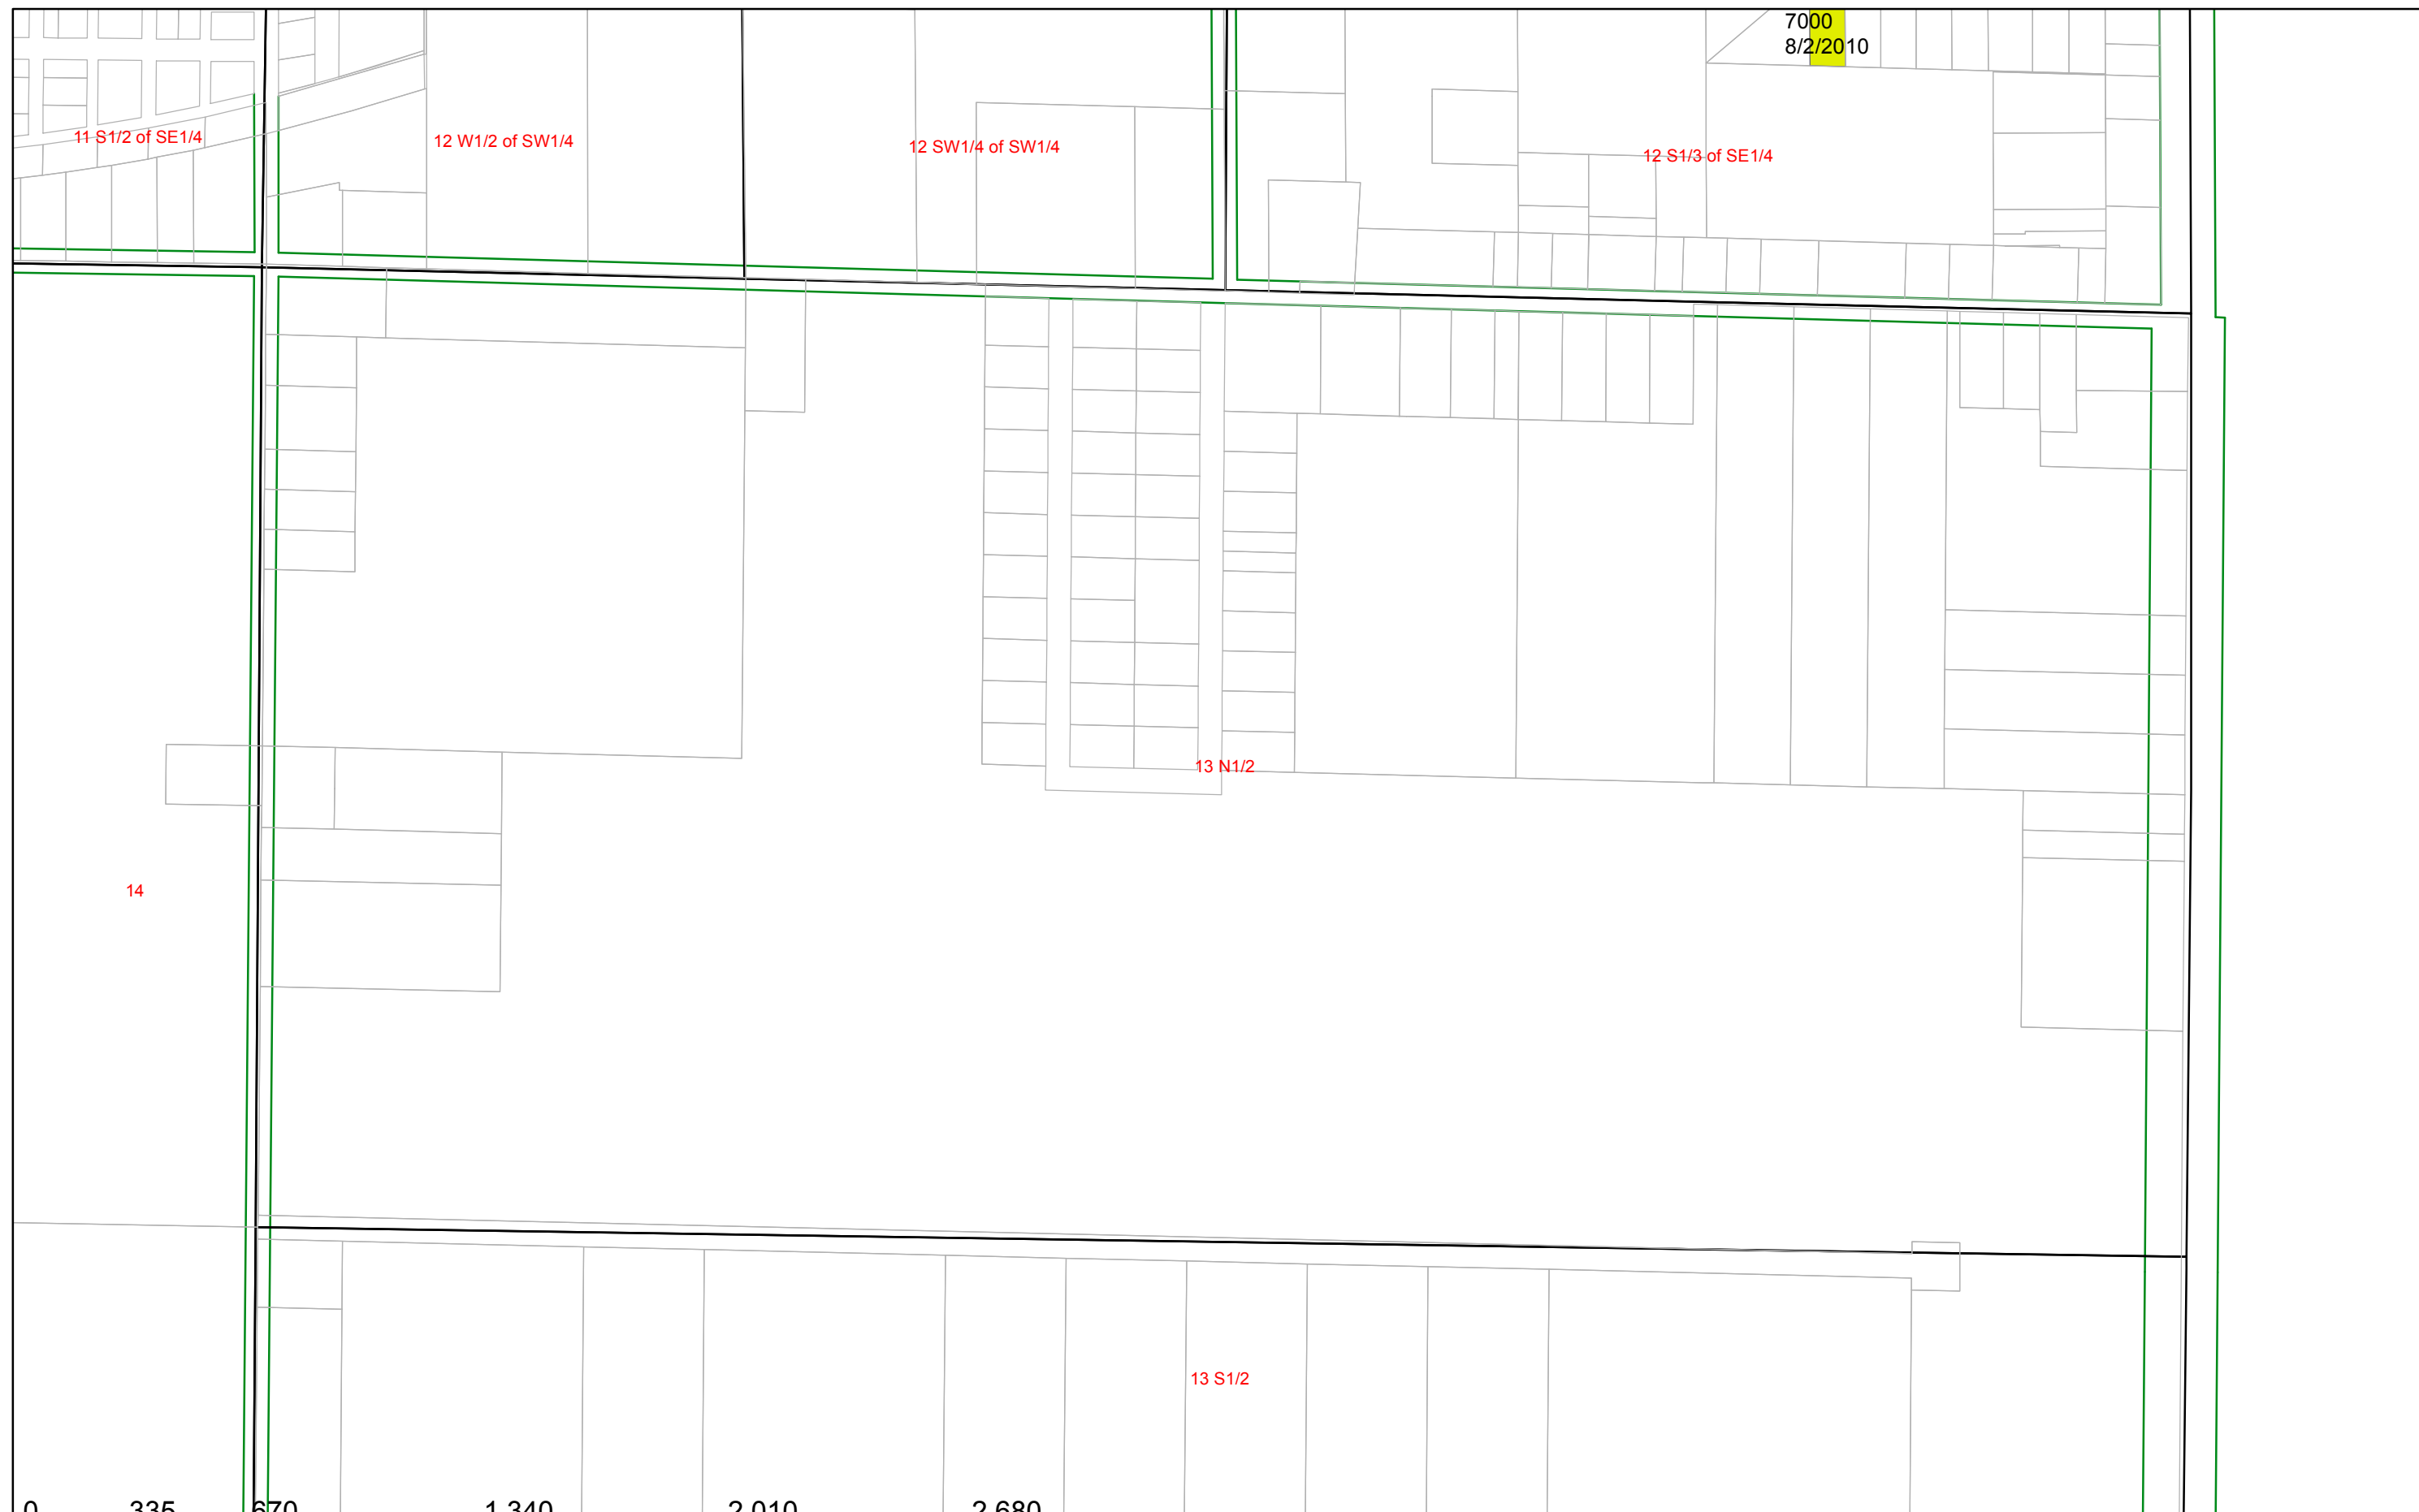 7000
8/2/2010
11 S1/2 of SE1/4
12 W1/2 of SW1/4
12 SW1/4 of SW1/4
12 S1/3 of SE1/4
13 N1/2
14
13 S1/2
0 335 670 1,340 2,010 2,680